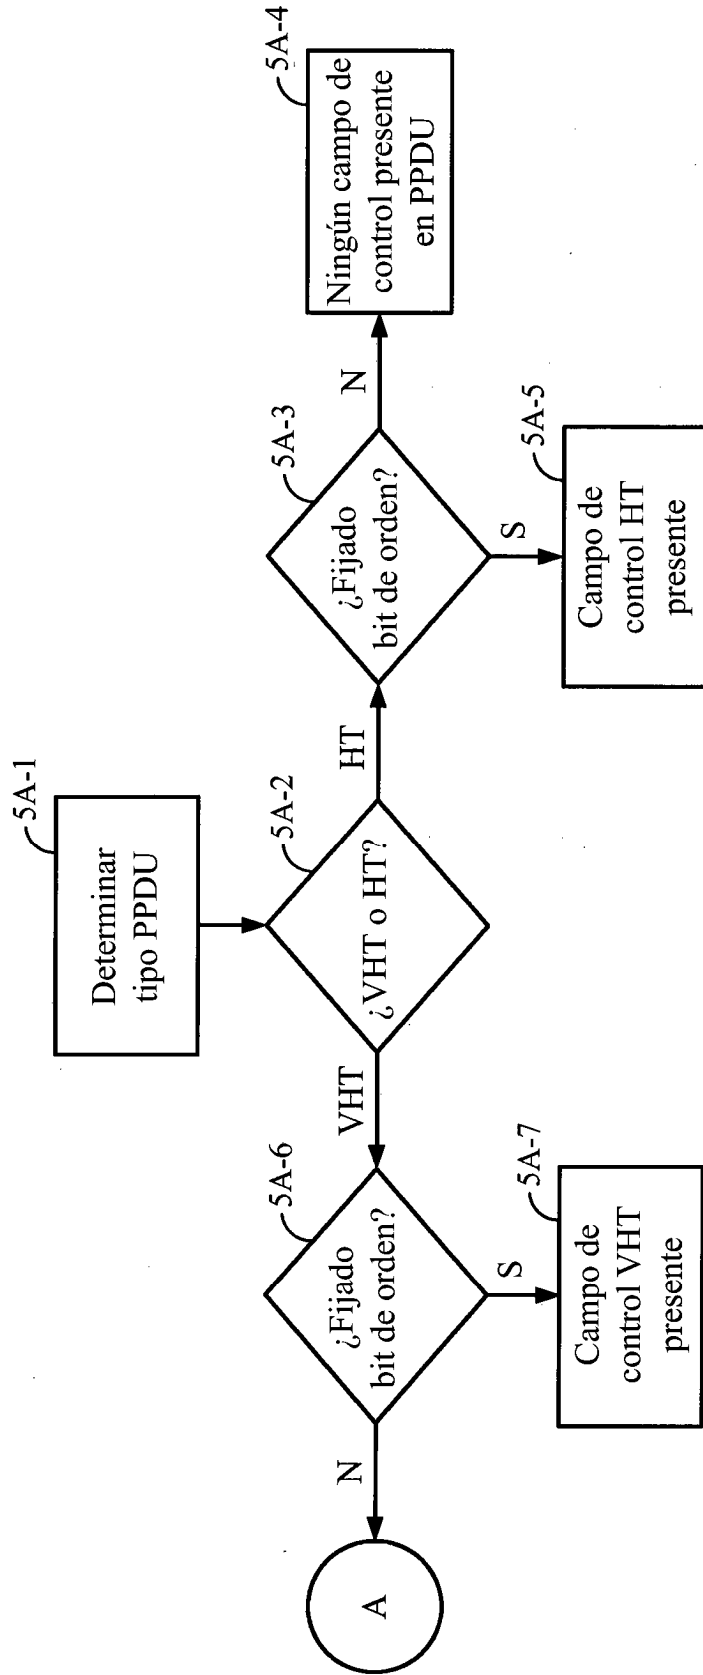 5A-1
Determinar
tipo PPDU
5A-2
¿VHT o HT?
VHT
HT
5A-6
¿Fijado
bit de orden?
N
A
S
5A-7
Campo de
control VHT
presente
5A-3
¿Fijado
bit de orden?
N
5A-4
Ningún campo de
control presente
en PPDU
S
5A-5
Campo de
control HT
presente